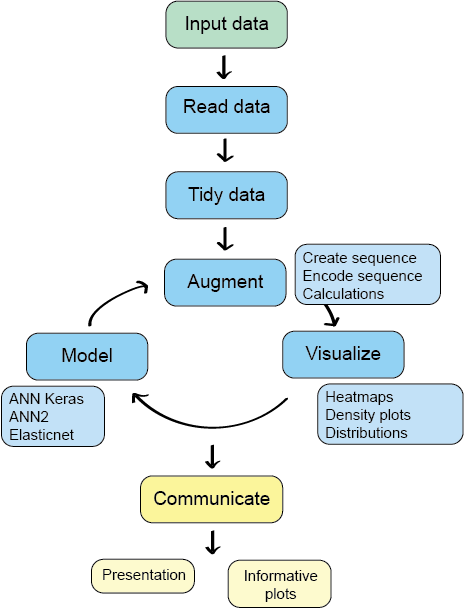 Input data
Read data
Tidy data
Augment
Create sequence
Encode sequence
Calculations
Model
Visualize
ANN Keras
ANN2
Elasticnet
Heatmaps
Density plots
Distributions
Communicate
Presentation
Informative
plots